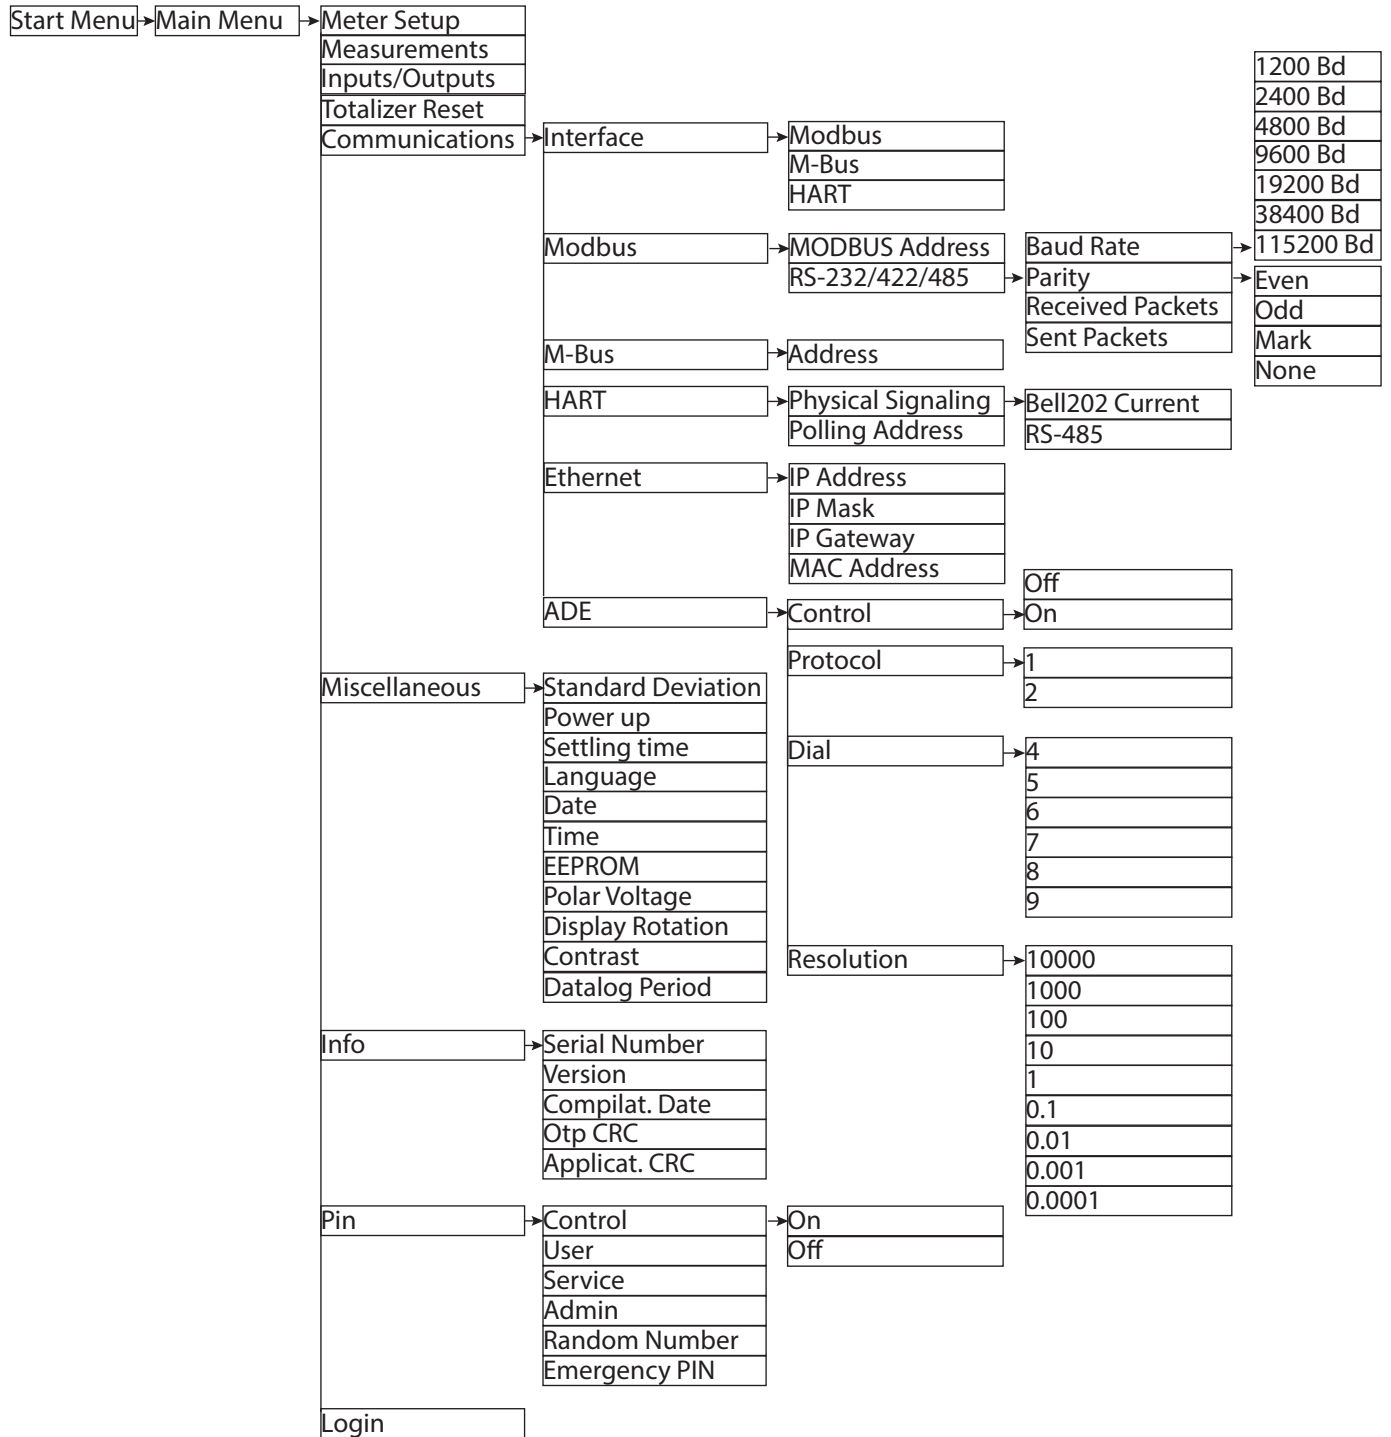 Start Menu
Main Menu
Meter Setup
Measurements
Inputs/Outputs
Totalizer Reset
Communications
Interface
Modbus
M-Bus
HART
Modbus
MODBUS Address
RS-232/422/485
Baud Rate
1200 Bd
2400 Bd
4800 Bd
9600 Bd
19200 Bd
38400 Bd
115200 Bd
Parity
Even
Odd
Mark
None
Received Packets
Sent Packets
M-Bus
Address
HART
Physical Signaling
Bell202 Current
RS-485
Polling Address
Ethernet
IP Address
IP Mask
IP Gateway
MAC Address
ADE
Control
Off
On
Protocol
1
2
Dial
4
5
6
7
8
9
Resolution
10000
1000
100
10
1
0.1
0.01
0.001
0.0001
Miscellaneous
Standard Deviation
Power up
Settling time
Language
Date
Time
EEPROM
Polar Voltage
Display Rotation
Contrast
Datalog Period
Info
Serial Number
Version
Compilat. Date
Otp CRC
Applicat. CRC
Pin
Control
On
Off
User
Service
Admin
Random Number
Emergency PIN
Login